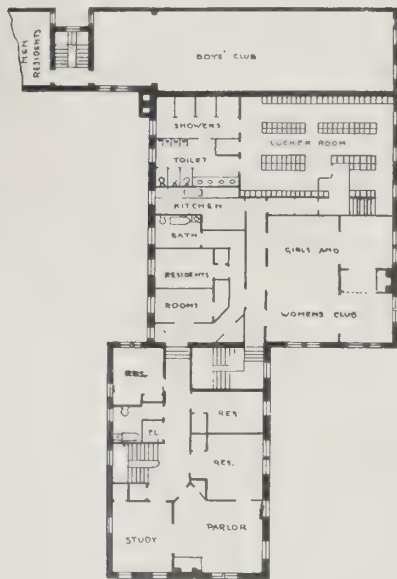 MEN
RESIDENTS
BOYS' CLUB
SHOWERS
LOCKER ROOM
TOILET
KITCHEN
BATH
GIRLS AND
RESIDENTS
ROOMS
WOMENS CLUB
RES.
RES
CL
RES.
PARLOR
STUDY